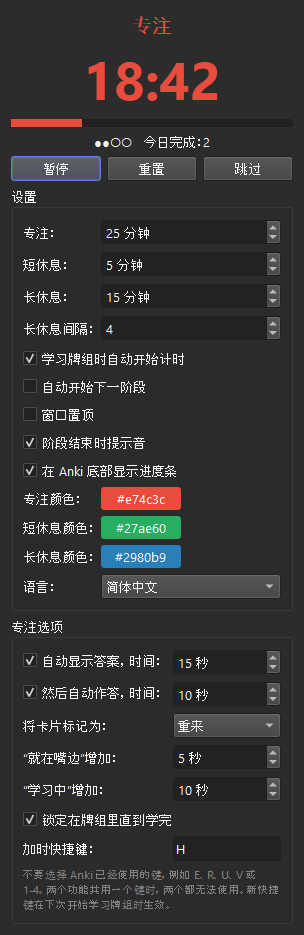 专注
18:42
●●○○ 今日完成:2
暂停 重置 跳过
设置
专注: 25 分钟
短休息: 5 分钟
长休息: 15 分钟
长休息间隔: 4
学习牌组时自动开始计时
自动开始下一阶段
窗口置顶
阶段结束时提示音
在 Anki 底部显示进度条
专注颜色: #e74c3c
短休息颜色: #27ae60
长休息颜色: #2980b9
语言: 简体中文
专注选项
自动显示答案, 时间: 15 秒
然后自动作答, 时间: 10 秒
将卡片标记为: 重来
“就在嘴边”增加: 5 秒
“学习中”增加: 10 秒
锁定在牌组里直到学完
加时快捷键: H
不要选择 Anki 已经使用的键, 例如 E、R、U、V 或
1-4。两个功能共用一个键时, 两个都无法使用。新快捷
键在下次开始学习牌组时生效。